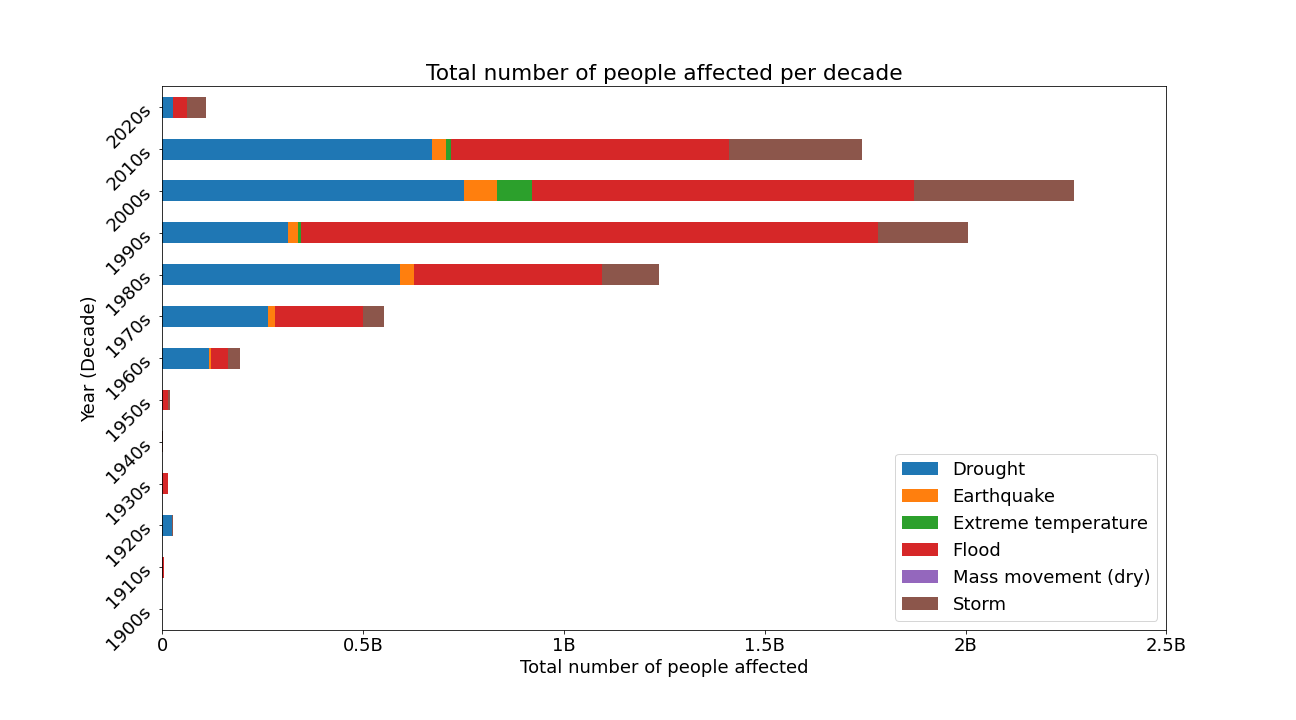 Total number of people affected per decade
Year (Decade)
2020s
2010s
2000s
1990s
1980s
1970s
1960s
1950s
1940s
1930s
1920s
1910s
1900s
0 0.5B 1B 1.5B 2B 2.5B
Total number of people affected
Drought
Earthquake
Extreme temperature
Flood
Mass movement (dry)
Storm